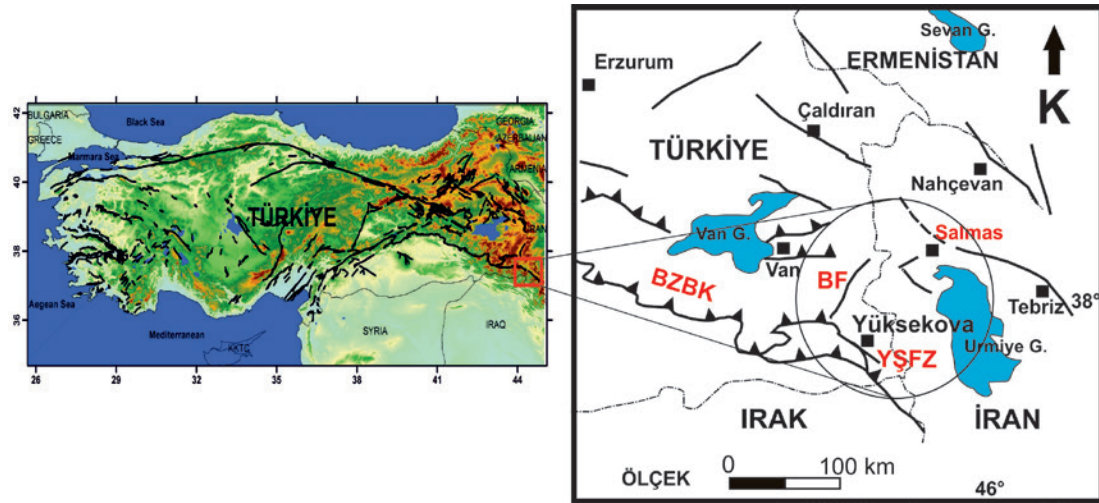 42
40
38
36
26
29
32
35
38
41
44
BULGARIA
Black Sea
GREECE
Marmara Sea
GEORGIA
AZERBAIJAN
ARMENIA
IRAN
TÜRKİYE
Aegean Sea
Mediterranean
KKTC
SYRIA
IRAQ
Sevan G.
ERMENİSTAN
Erzurum
K
Çaldıran
TÜRKİYE
Nahçevan
Van G.
Salmas
Van
BZBK
BF
Tebriz
38°
Yüksekova
Urmiye G.
YŞFZ
IRAK
İRAN
0
100 km
ÖLÇEK
46°